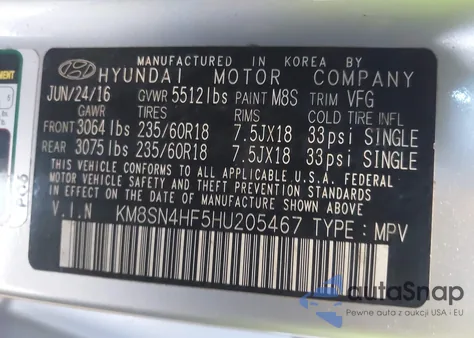 MANUFACTURED IN KOREA BY
HYUNDAI MOTOR COMPANY
JUN/24/16 GVWR 5512lbs PAINT M8S TRIM VFG
GAWR TIRES RIMS COLD TIRE INFL
FRONT 3064lbs 235/60R18 7.5JX18 33psi SINGLE
REAR 3075lbs 235/60R18 7.5JX18 33psi SINGLE
THIS VEHICLE CONFORMS TO ALL APPLICABLE U.S.A. FEDERAL
MOTOR VEHICLE SAFETY AND THEFT PREVENTION STANDARDS
IN EFFECT ON THE DATE OF MANUFACTURE SHOWN ABOVE.
V.I.N KM8SN4HF5HU205467 TYPE: MPV
autoSnap
Pewne auta z aukcji USA - EU